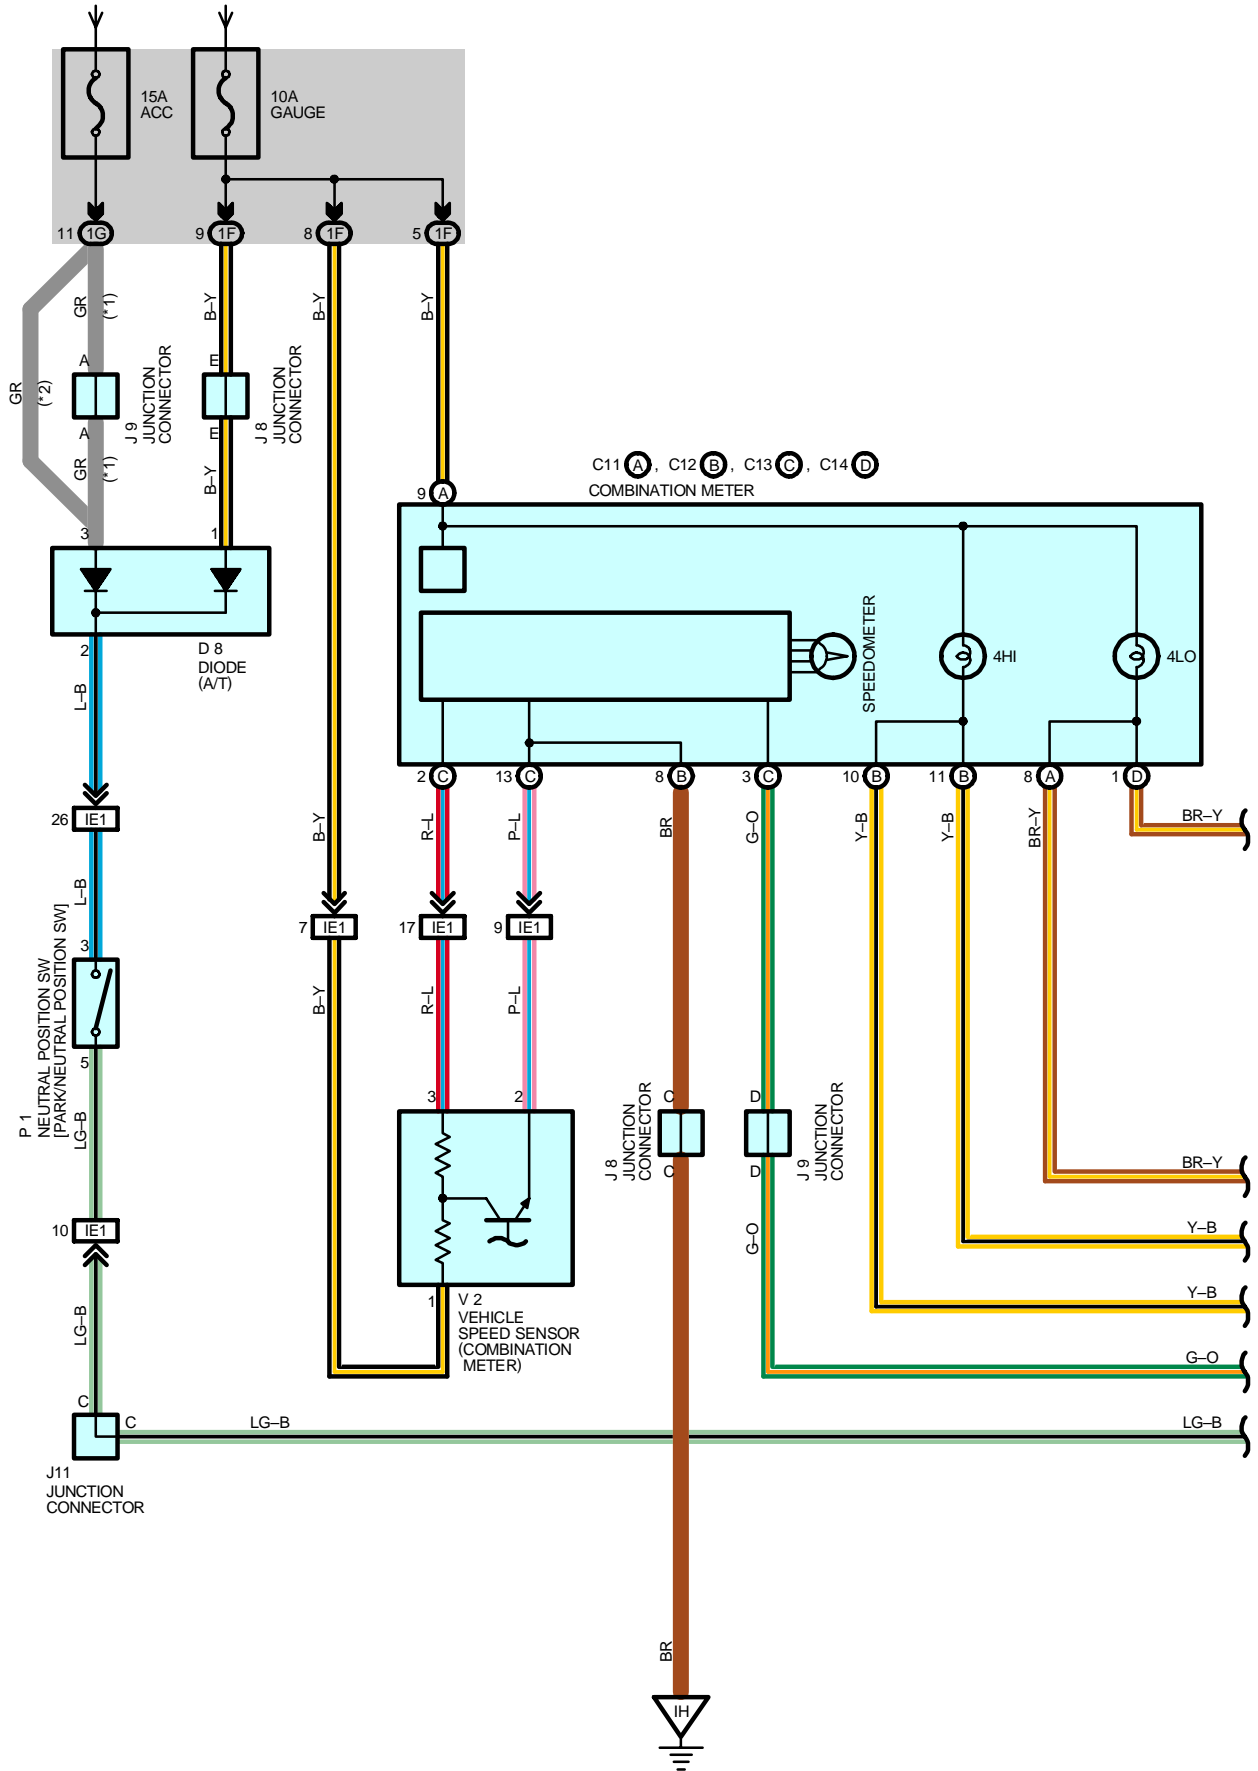 15A
ACC
10A
GAUGE
11 1G
9 1F
8 1F
5 1F
GR
(*1)
B–Y
B–Y
B–Y
GR
(*2)
A
E
J 9
JUNCTION
CONNECTOR
J 8
JUNCTION
CONNECTOR
A
E
GR
(*1)
B–Y
C11 A , C12 B , C13 C , C14 D
COMBINATION METER
9 A
3
1
SPEEDOMETER
4HI
4LO
D 8
DIODE
(A/T)
2
L–B
2 C
13 C
8 B
3 C
10 B
11 B
8 A
1 D
26 IE1
B–Y
R–L
P–L
BR
G–O
Y–B
Y–B
BR–Y
BR–Y
L–B
7 IE1
17 IE1
9 IE1
3
P 1
NEUTRAL POSITION SW
[PARK/NEUTRAL POSITION SW]
5
B–Y
R–L
P–L
LG–B
3
2
C
D
J 8
JUNCTION
CONNECTOR
J 9
JUNCTION
CONNECTOR
C
D
BR–Y
10 IE1
G–O
Y–B
Y–B
1
V 2
VEHICLE
SPEED SENSOR
(COMBINATION
METER)
LG–B
G–O
C
C
LG–B
LG–B
J11
JUNCTION
CONNECTOR
BR
IH